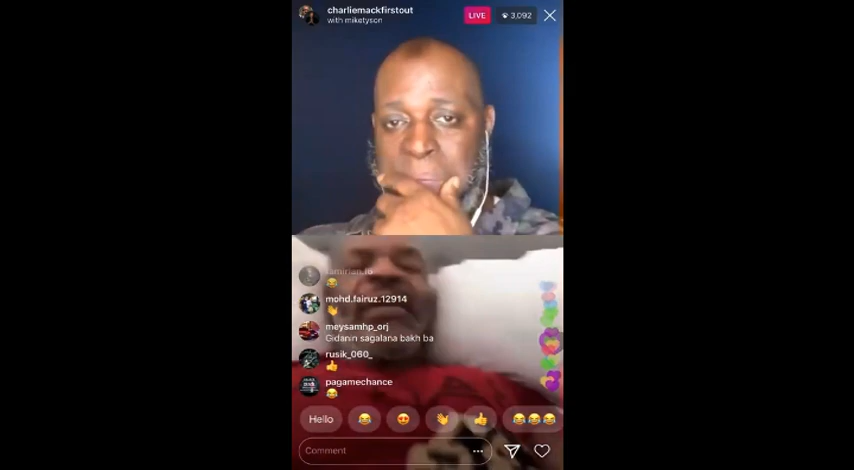 charliemackfirstout
with miketyson
LIVE
3,092
mohd.fairuz.12914
meysamhp_orj
Gidanin sagalana bakh ba
rusik_060_
pagamechance
Hello
Comment